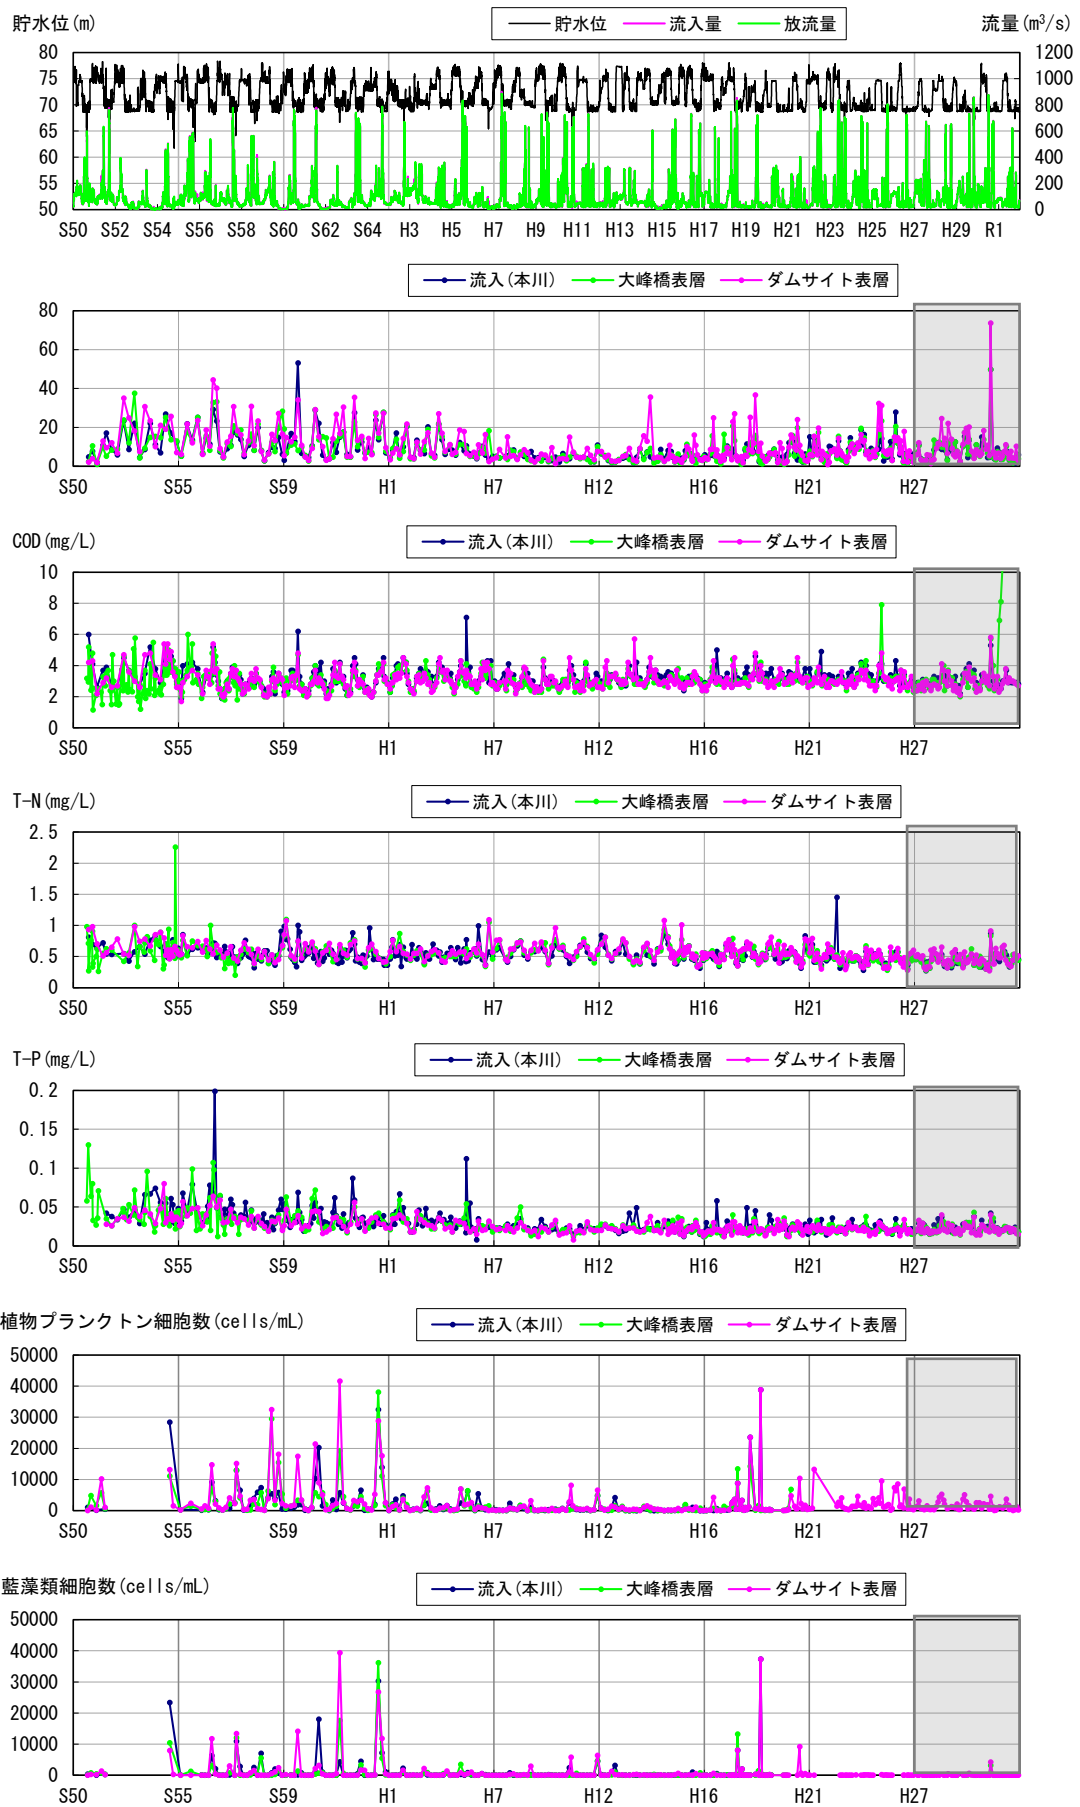 貯水位(m) 貯水位 流入量 放流量 流量(m³/s)
80 1200
75 1000
70 800
65 600
60 400
55 200
50 0
S50 S52 S54 S56 S58 S60 S62 S64 H3 H5 H7 H9 H11 H13 H15 H17 H19 H21 H23 H25 H27 H29 R1
流入(本川) 大峰橋表層 ダムサイト表層
80
60
40
20
0
S50 S55 S59 H1 H7 H12 H16 H21 H27
COD(mg/L) 流入(本川) 大峰橋表層 ダムサイト表層
10
8
6
4
2
0
S50 S55 S59 H1 H7 H12 H16 H21 H27
T-N(mg/L) 流入(本川) 大峰橋表層 ダムサイト表層
2.5
2
1.5
1
0.5
0
S50 S55 S59 H1 H7 H12 H16 H21 H27
T-P(mg/L) 流入(本川) 大峰橋表層 ダムサイト表層
0.2
0.15
0.1
0.05
0
S50 S55 S59 H1 H7 H12 H16 H21 H27
植物プランクトン細胞数(cells/mL) 流入(本川) 大峰橋表層 ダムサイト表層
50000
40000
30000
20000
10000
0
S50 S55 S59 H1 H7 H12 H16 H21 H27
藍藻類細胞数(cells/mL) 流入(本川) 大峰橋表層 ダムサイト表層
50000
40000
30000
20000
10000
0
S50 S55 S59 H1 H7 H12 H16 H21 H27